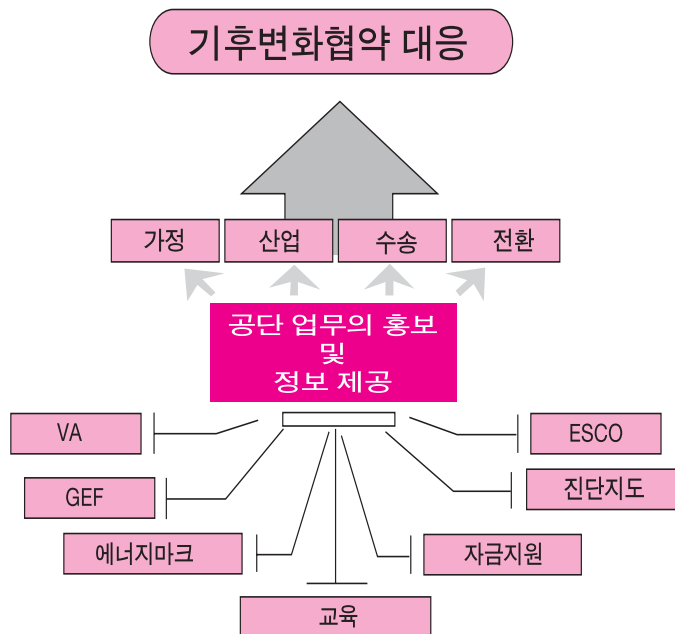 기후변화협약 대응
가정
산업
수송
전환
공단 업무의 홍보
및
정보 제공
VA
ESCO
GEF
진단지도
에너지마크
자금지원
교육